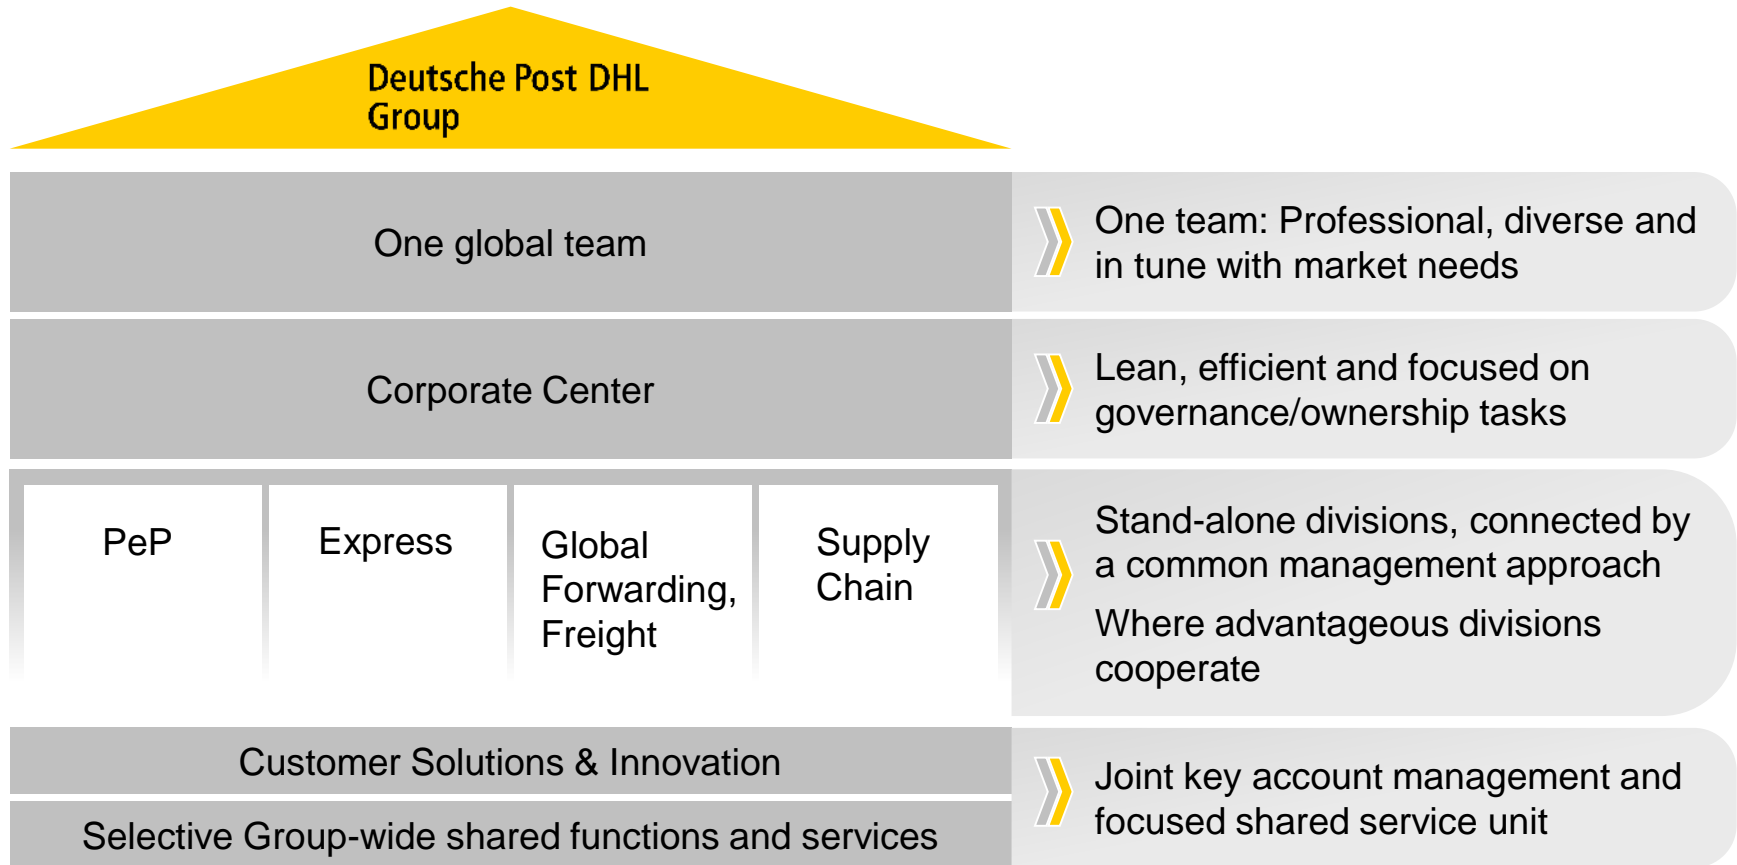 Deutsche Post DHL
Group
One global team
One team: Professional, diverse and
in tune with market needs
Corporate Center
Lean, efficient and focused on
governance/ownership tasks
PeP
Express
Global
Forwarding,
Freight
Supply
Chain
Stand-alone divisions, connected by
a common management approach
Where advantageous divisions
cooperate
Customer Solutions & Innovation
Selective Group-wide shared functions and services
Joint key account management and
focused shared service unit